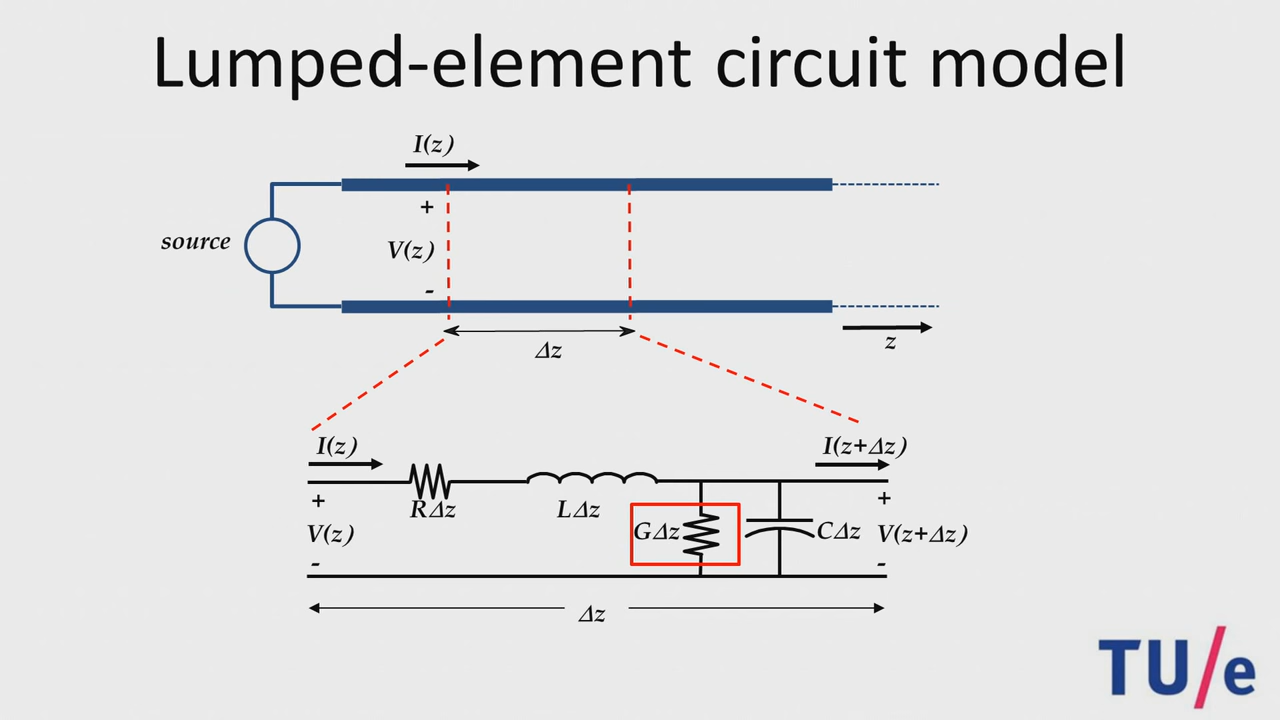 Lumped-element circuit model
I(z)
+
source
V(z)
-
Δz
z
I(z)
I(z+Δz)
+
RΔz
LΔz
+
V(z)
GΔz
CΔz
V(z+Δz)
-
-
Δz
TU/e